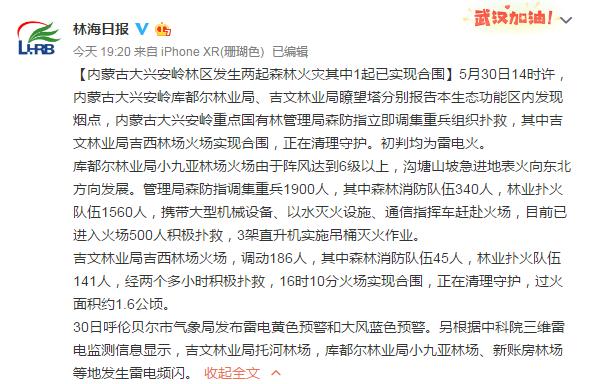 武汉加油!
林海日报
LHRB
今天 19:20 来自 iPhone XR(珊瑚色) 已编辑
【内蒙古大兴安岭林区发生两起森林火灾其中1起已实现合围】5月30日14时许，
内蒙古大兴安岭库都尔林业局、吉文林业局瞭望塔分别报告本生态功能区内发现
烟点，内蒙古大兴安岭重点国有林管理局森防指立即调集重兵组织扑救，其中吉
文林业局吉西林场火场实现合围，正在清理守护。初判均为雷电火。
库都尔林业局小九亚林场火场由于阵风达到6级以上，沟塘山坡急进地表火向东北
方向发展。管理局森防指调集重兵1900人，其中森林消防队伍340人，林业扑火
队伍1560人，携带大型机械设备、以水灭火设施、通信指挥车赶赴火场，目前已
进入火场500人积极扑救，3架直升机实施吊桶灭火作业。
吉文林业局吉西林场火场，调动186人，其中森林消防队伍45人，林业扑火队伍
141人，经两个多小时积极扑救，16时10分火场实现合围，正在清理守护，过火
面积约1.6公顷。
30日呼伦贝尔市气象局发布雷电黄色预警和大风蓝色预警。另根据中科院三维雷
电监测信息显示，吉文林业局托河林场，库都尔林业局小九亚林场、新账房林场
等地发生雷电频闪。 收起全文